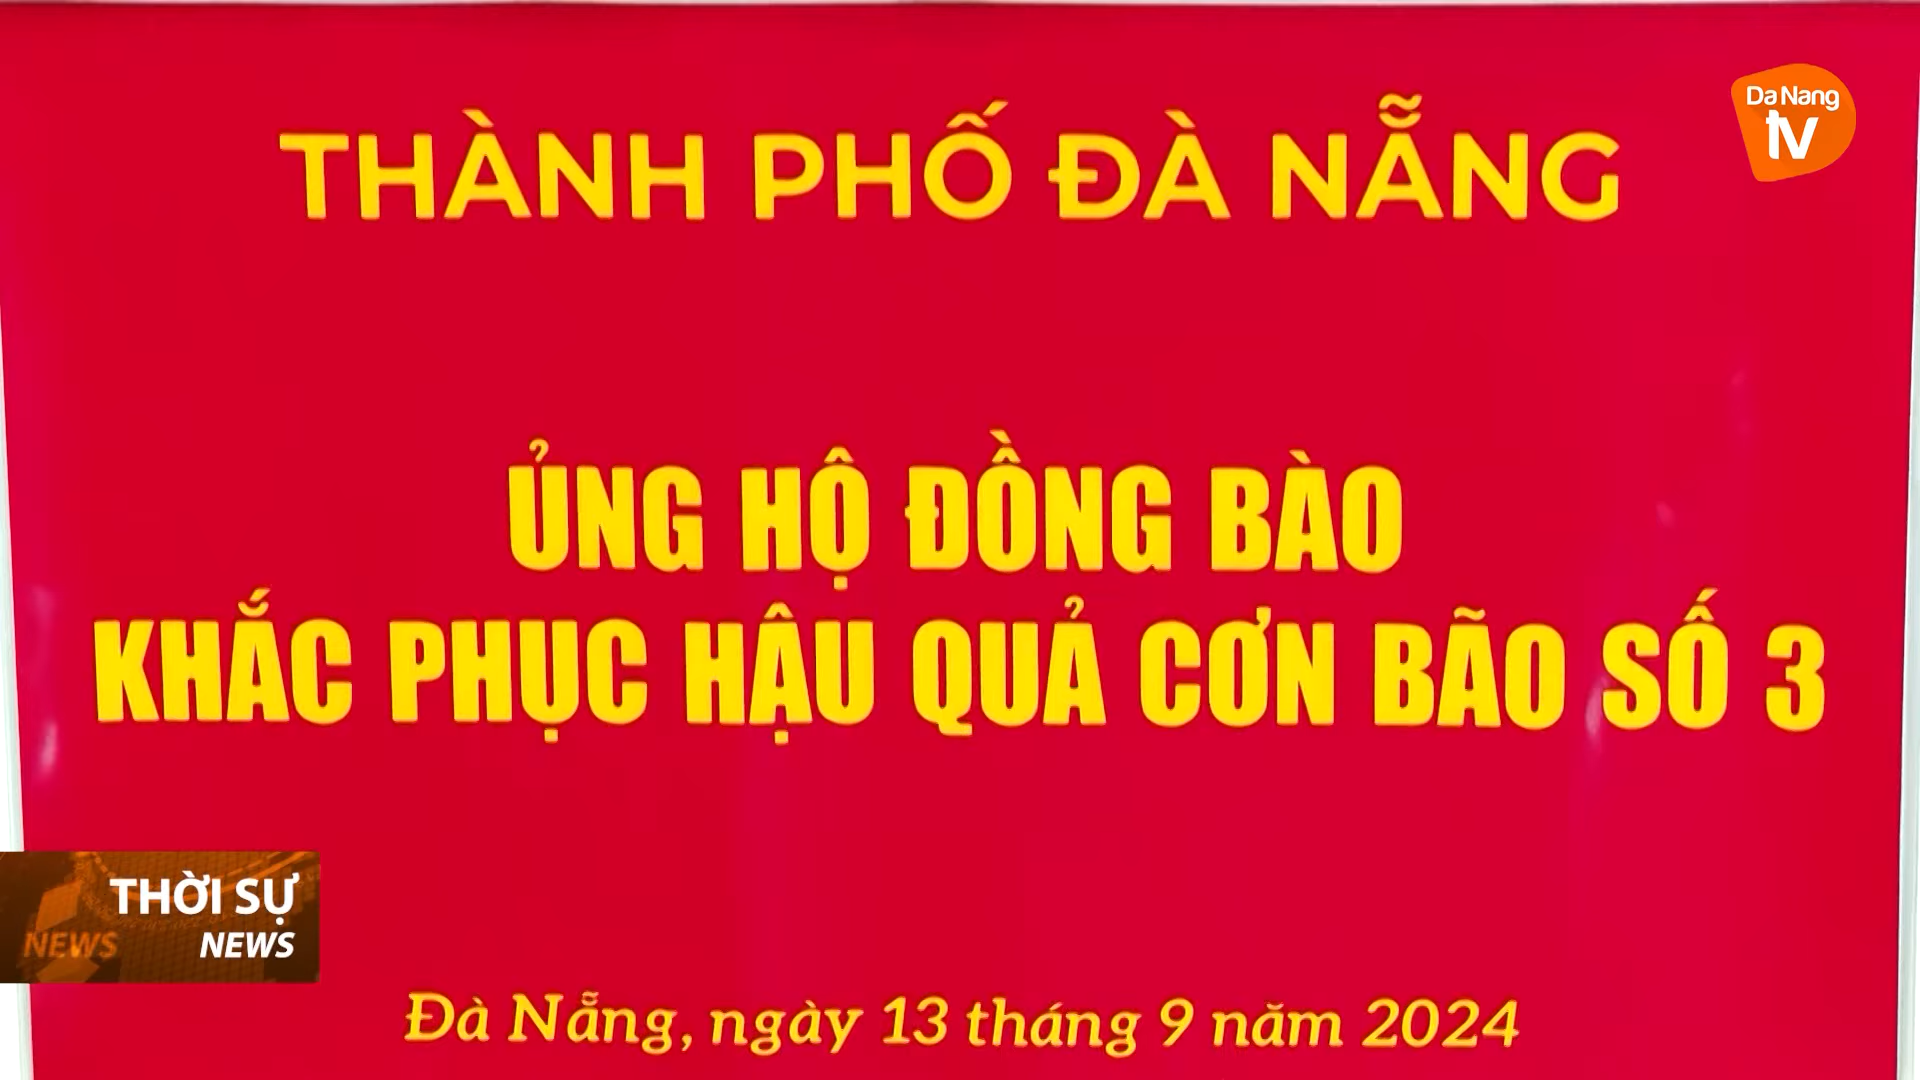 Da Nang
tv
THÀNH PHỐ ĐÀ NẴNG
ỦNG HỘ ĐỒNG BÀO
KHẮC PHỤC HẬU QUẢ CƠN BÃO SỐ 3
THỜI SỰ
NEWS
NEWS
Đà Nẵng, ngày 13 tháng 9 năm 2024